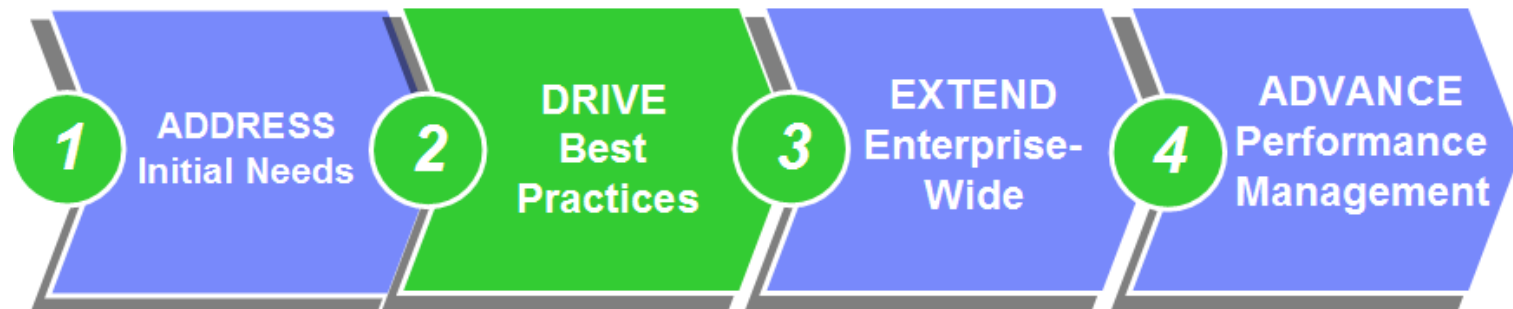 1
ADDRESS
Initial Needs
2
DRIVE
Best
Practices
3
EXTEND
Enterprise-
Wide
4
ADVANCE
Performance
Management